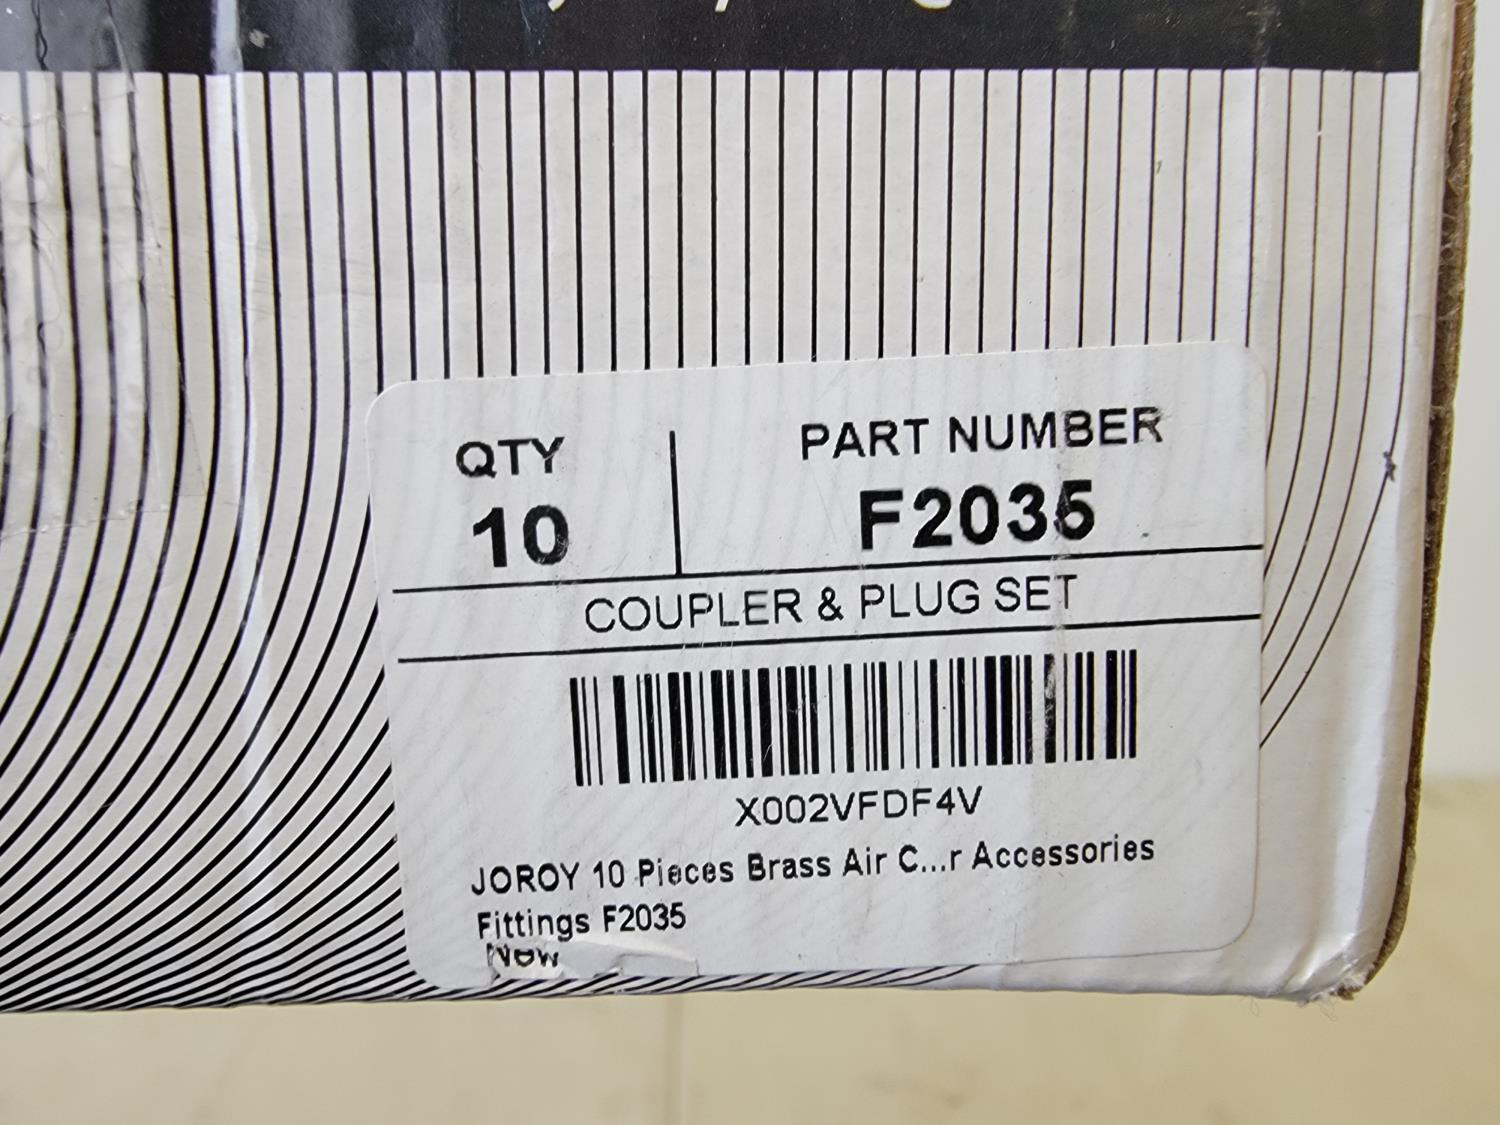 QTY
10
PART NUMBER
F2035
COUPLER & PLUG SET
X002VFDF4V
JOROY 10 Pieces Brass Air C...r Accessories
Fittings F2035
New